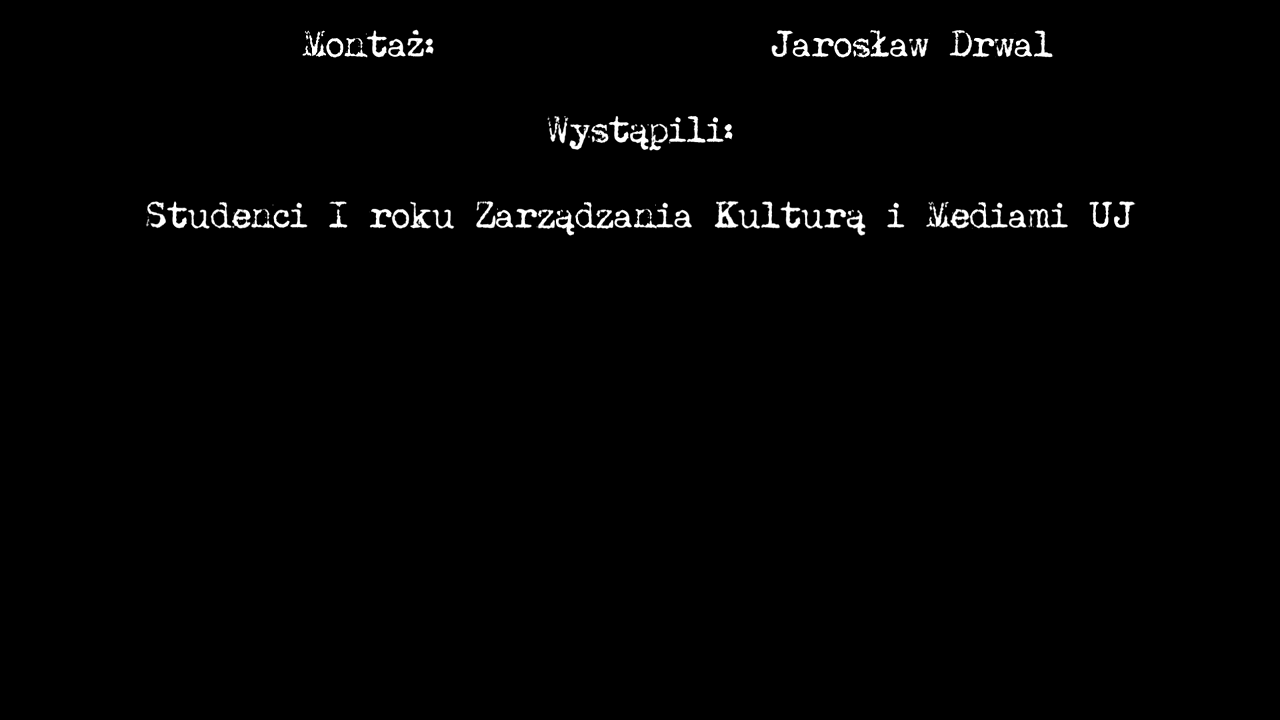 Montaż: Jarosław Drwal
Wystąpili:
Studenci I roku Zarządzania Kulturą i Mediami UJ